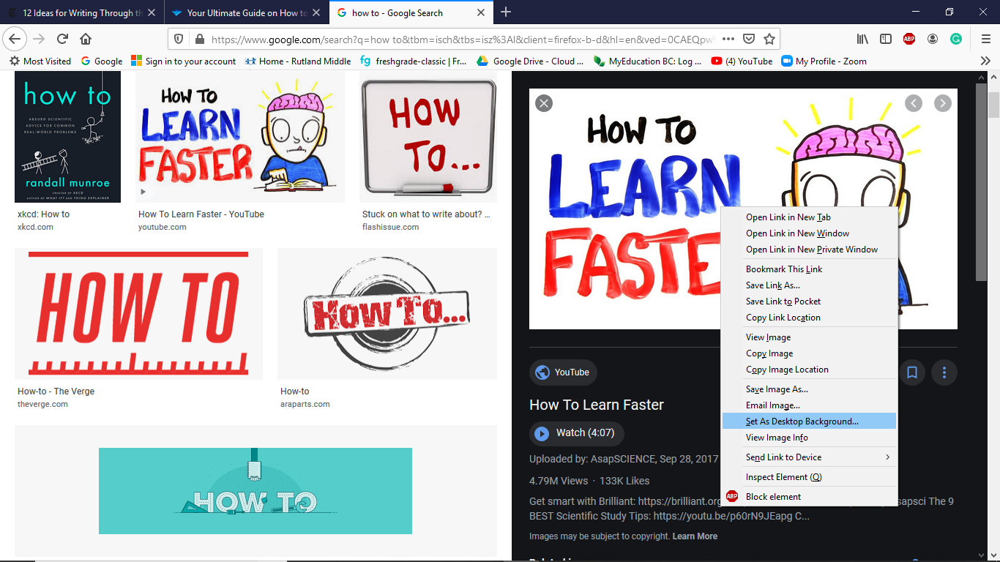 12 Ideas for Writing Through th
Your Ultimate Guide on How to
how to - Google Search
https://www.google.com/search?q=how to&tbm=isch&tbs=isz%3Al&client=firefox-b-d&hl=en&ved=0CAEQpw
Most Visited
Google
Sign in to your account
Home - Rutland Middle
freshgrade-classic | Fr...
Google Drive - Cloud ...
MyEducation BC: Log ...
(4) YouTube
My Profile - Zoom
how to
ABSURD SCIENTIFIC
ADVICE FOR COMMON
REAL-WORLD PROBLEMS
randall munroe
CREATOR OF XKCD
AUTHOR OF WHAT IF? AND THING EXPLAINER
xkcd: How to
xkcd.com
HOW TO
LEARN
FASTER
How To Learn Faster - YouTube
youtube.com
HOW
TO...
Stuck on what to write about? ...
flashissue.com
HOW TO
How-to - The Verge
theverge.com
How To...
How-to
araparts.com
HOW TO
HOW TO
LEARN
FASTER
YouTube
How To Learn Faster
Watch (4:07)
Uploaded by: AsapSCIENCE, Sep 28, 2017
4.79M Views · 133K Likes
Get smart with Brilliant: https://brilliant.org
sapsci The 9
BEST Scientific Study Tips: https://youtu.be/p60rN9JEapg C...
Images may be subject to copyright. Learn More
Open Link in New Tab
Open Link in New Window
Open Link in New Private Window
Bookmark This Link
Save Link As...
Save Link to Pocket
Copy Link Location
View Image
Copy Image
Copy Image Location
Save Image As...
Email Image...
Set As Desktop Background...
View Image Info
Send Link to Device
Inspect Element (Q)
ABP
Block element